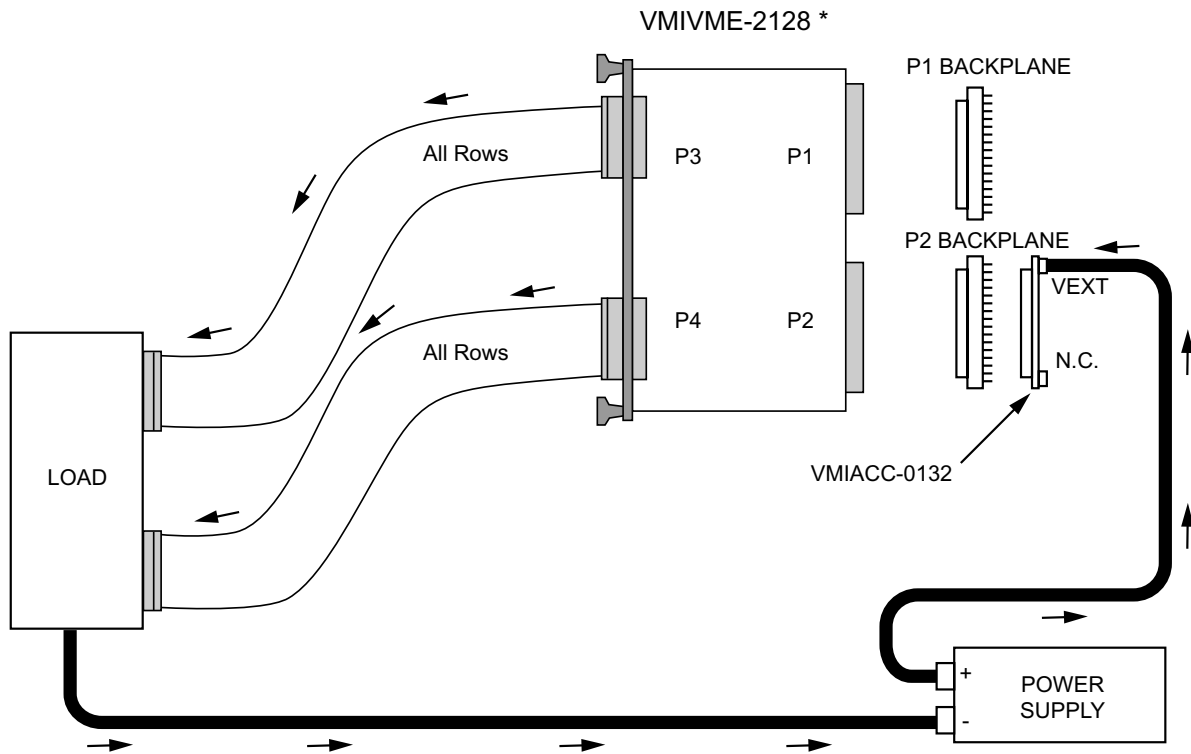 VMIVME-2128 *
P1 BACKPLANE
All Rows
P3
P1
P2 BACKPLANE
VEXT
P4
P2
All Rows
N.C.
VMIACC-0132
LOAD
+
POWER
SUPPLY
-